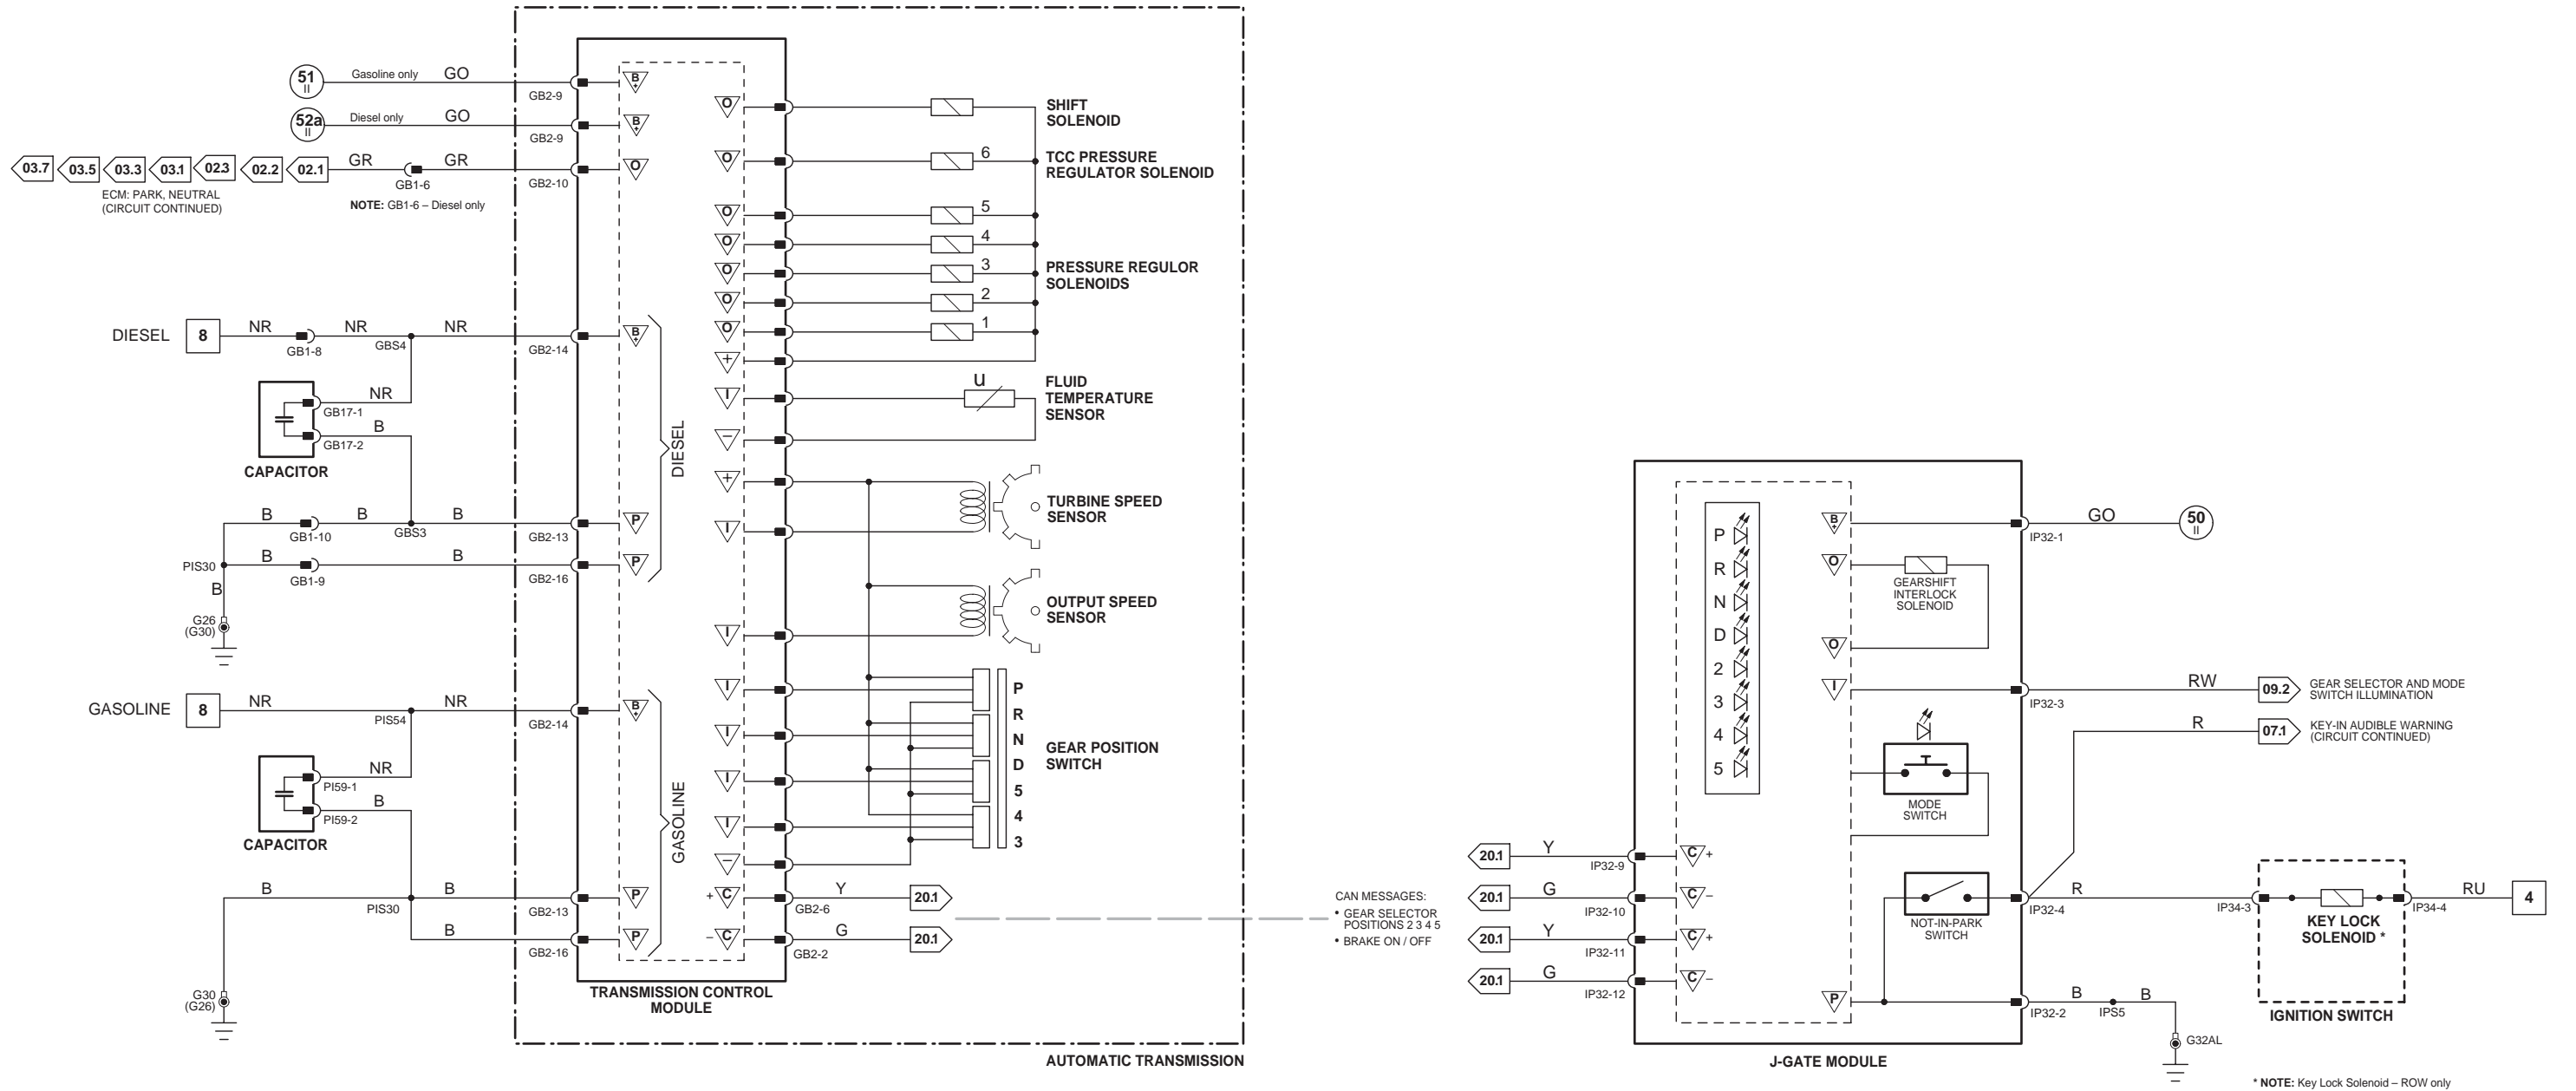 51
II
Gasoline only
GO
GB2-9
52a
II
Diesel only
GO
GB2-9
03.7
03.5
03.3
03.1
02.3
02.2
02.1
GR
GR
GB1-6
GB2-10
ECM: PARK, NEUTRAL
(CIRCUIT CONTINUED)
NOTE: GB1-6 – Diesel only
DIESEL
8
NR
NR
NR
GB1-8
GBS4
GB2-14
NR
GB17-1
B
GB17-2
CAPACITOR
B
B
B
GB1-10
GBS3
GB2-13
PIS30
B
B
GB1-9
GB2-16
B
G26
(G30)
GASOLINE
8
NR
NR
PIS54
GB2-14
NR
PI59-1
B
PI59-2
CAPACITOR
B
B
PIS30
GB2-13
B
GB2-16
G30
(G26)
B
+
B
+
O
B
+
P
P
DIESEL
B
+
P
P
GASOLINE
O
O
O
O
O
O
O
+
I
–
+
I
I
I
I
I
I
–
+ C
– C
TRANSMISSION CONTROL
MODULE
SHIFT
SOLENOID
6
TCC PRESSURE
REGULATOR SOLENOID
5
4
3
2
1
PRESSURE REGULOR
SOLENOIDS
u
FLUID
TEMPERATURE
SENSOR
TURBINE SPEED
SENSOR
OUTPUT SPEED
SENSOR
P
R
N
D
5
4
3
GEAR POSITION
SWITCH
Y
GB2-6
20.1
G
GB2-2
20.1
AUTOMATIC TRANSMISSION
CAN MESSAGES:
• GEAR SELECTOR
POSITIONS 2 3 4 5
• BRAKE ON / OFF
20.1
Y
IP32-9
C +
20.1
G
IP32-10
C –
20.1
Y
IP32-11
C +
20.1
G
IP32-12
C –
P
R
N
D
2
3
4
5
B
+
O
O
I
P
GEARSHIFT
INTERLOCK
SOLENOID
MODE
SWITCH
NOT-IN-PARK
SWITCH
J-GATE MODULE
GO
IP32-1
50
II
RW
IP32-3
09.2
GEAR SELECTOR AND MODE
SWITCH ILLUMINATION
R
07.1
KEY-IN AUDIBLE WARNING
(CIRCUIT CONTINUED)
R
IP32-4
IP34-3
IP34-4
RU
4
KEY LOCK
SOLENOID *
IGNITION SWITCH
B
B
IP32-2
IPS5
G32AL
* NOTE: Key Lock Solenoid – ROW only